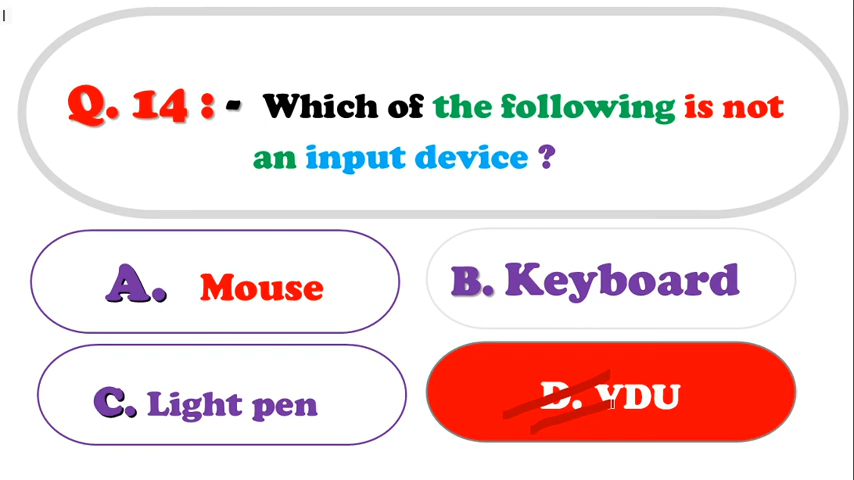 Q. 14 : - Which of the following is not
an input device ?
A. Mouse
B. Keyboard
C. Light pen
D. VDU